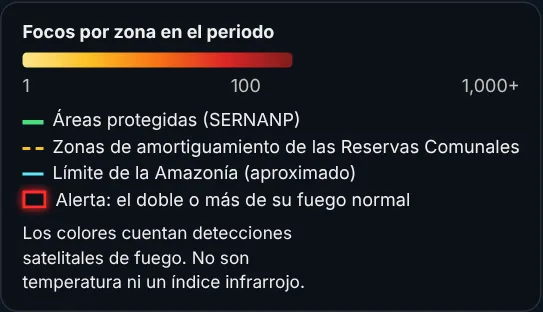 Focos por zona en el periodo
1 100 1,000+
Áreas protegidas (SERNANP)
Zonas de amortiguamiento de las Reservas Comunales
Límite de la Amazonía (aproximado)
Alerta: el doble o más de su fuego normal
Los colores cuentan detecciones
satelitales de fuego. No son
temperatura ni un índice infrarrojo.